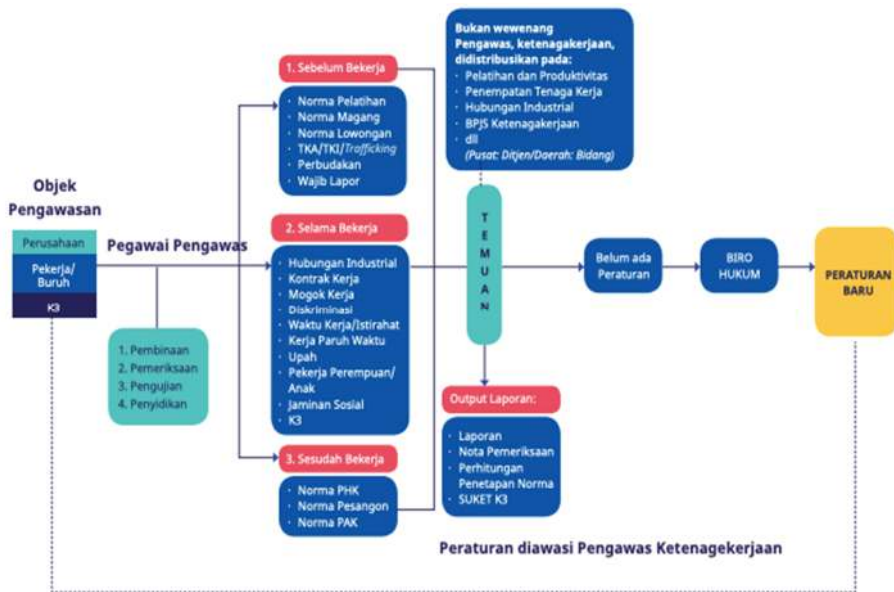 Objek
Pengawasan
Perusahaan
Pekerja/
Buruh
K3
Pegawai Pengawas
1. Pembinaan
2. Pemeriksaan
3. Pengujian
4. Penyidikan
1. Sebelum Bekerja
· Norma Pelatihan
· Norma Magang
· Norma Lowongan
· TKA/TKI/Trafficking
· Perbudakan
· Wajib Lapor
2. Selama Bekerja
· Hubungan Industrial
· Kontrak Kerja
· Mogok Kerja
· Diskriminasi
· Waktu Kerja/Istirahat
· Kerja Paruh Waktu
· Upah
· Pekerja Perempuan/
Anak
· Jaminan Sosial
· K3
3. Sesudah Bekerja
· Norma PHK
· Norma Pesangon
· Norma PAK
Bukan wewenang
Pengawas, ketenagakerjaan,
didistribusikan pada:
· Pelatihan dan Produktivitas
· Penempatan Tenaga Kerja
· Hubungan Industrial
· BPJS Ketenagakerjaan
· dll
(Pusat: Ditjen/Daerah: Bidang)
T
E
M
U
A
N
Output Laporan:
· Laporan
· Nota Pemeriksaan
· Perhitungan
Penetapan Norma
· SUKET K3
Belum ada
Peraturan
BIRO
HUKUM
PERATURAN
BARU
Peraturan diawasi Pengawas Ketenagekerjaan